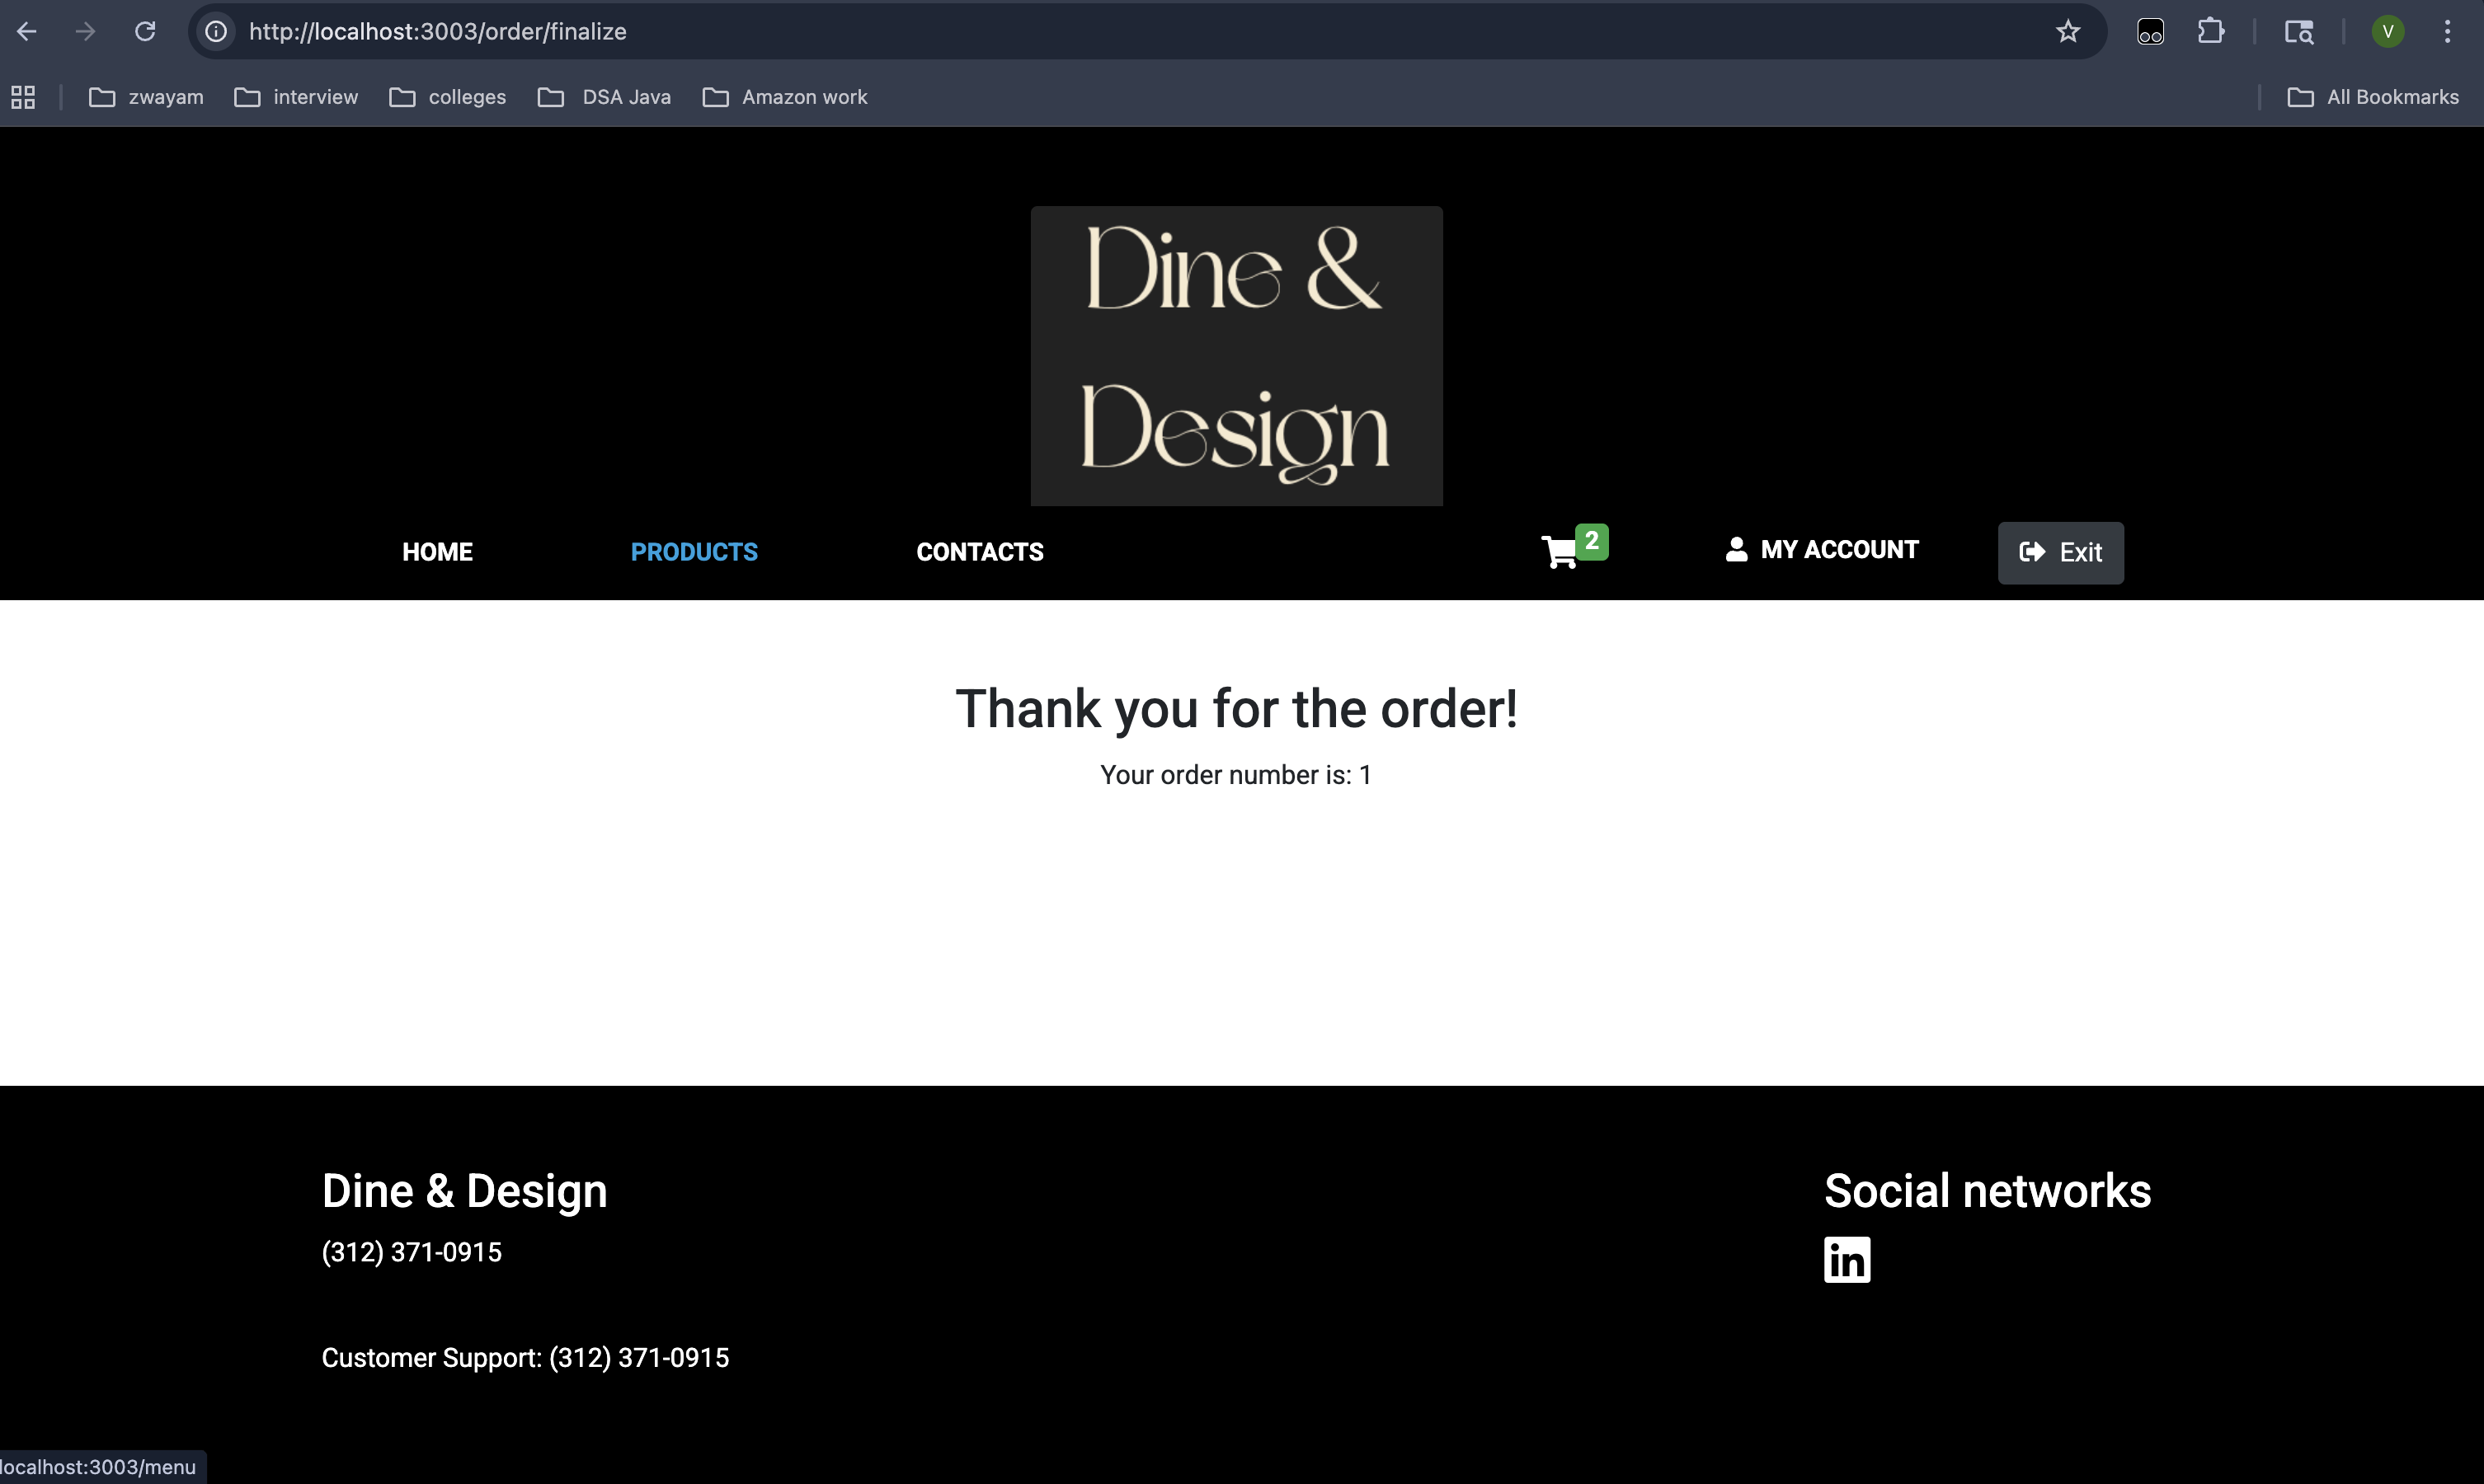 http://localhost:3003/order/finalize
V
zwayam
interview
colleges
DSA Java
Amazon work
All Bookmarks
Dine &
Design
HOME
PRODUCTS
CONTACTS
2
MY ACCOUNT
Exit
Thank you for the order!
Your order number is: 1
Dine & Design
Social networks
(312) 371-0915
in
Customer Support: (312) 371-0915
localhost:3003/menu